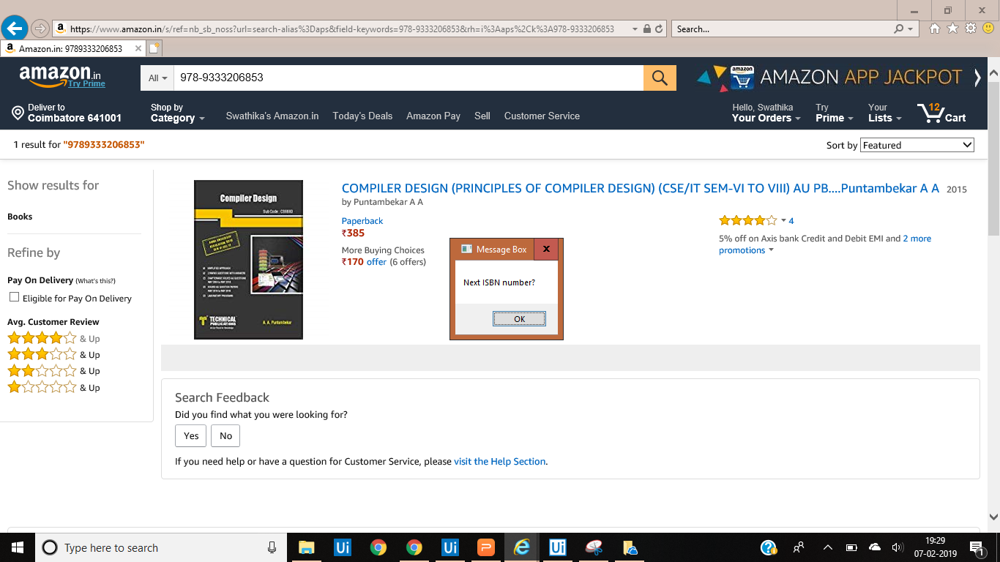 https://www.amazon.in/s/ref=nb_sb_noss?url=search-alias%3Daps&field-keywords=978-9333206853&rh=i%3Aaps%2Ck%3A978-9333206853
Search...
Amazon.in: 9789333206853
amazon.in
Try Prime
All
978-9333206853
amazon
AMAZON APP JACKPOT
Deliver to
Coimbatore 641001
Shop by
Category
Swathika's Amazon.in
Today's Deals
Amazon Pay
Sell
Customer Service
Hello, Swathika
Your Orders
Try
Prime
Your
Lists
12
Cart
1 result for "9789333206853"
Sort by
Featured
Show results for
Books
Refine by
Pay On Delivery (What's this?)
Eligible for Pay On Delivery
Avg. Customer Review
& Up
& Up
& Up
& Up
Compiler Design
TECHNICAL
PUBLICATIONS
A. A. Puntambekar
COMPILER DESIGN (PRINCIPLES OF COMPILER DESIGN) (CSE/IT SEM-VI TO VIII) AU PB....Puntambekar A A 2015
by Puntambekar A A
Paperback
₹385
More Buying Choices
₹170 offer (6 offers)
4
5% off on Axis bank Credit and Debit EMI and 2 more
promotions
Message Box
Next ISBN number?
OK
Search Feedback
Did you find what you were looking for?
Yes
No
If you need help or have a question for Customer Service, please visit the Help Section.
Type here to search
Ui
Ui
Ui
19:29
07-02-2019
1